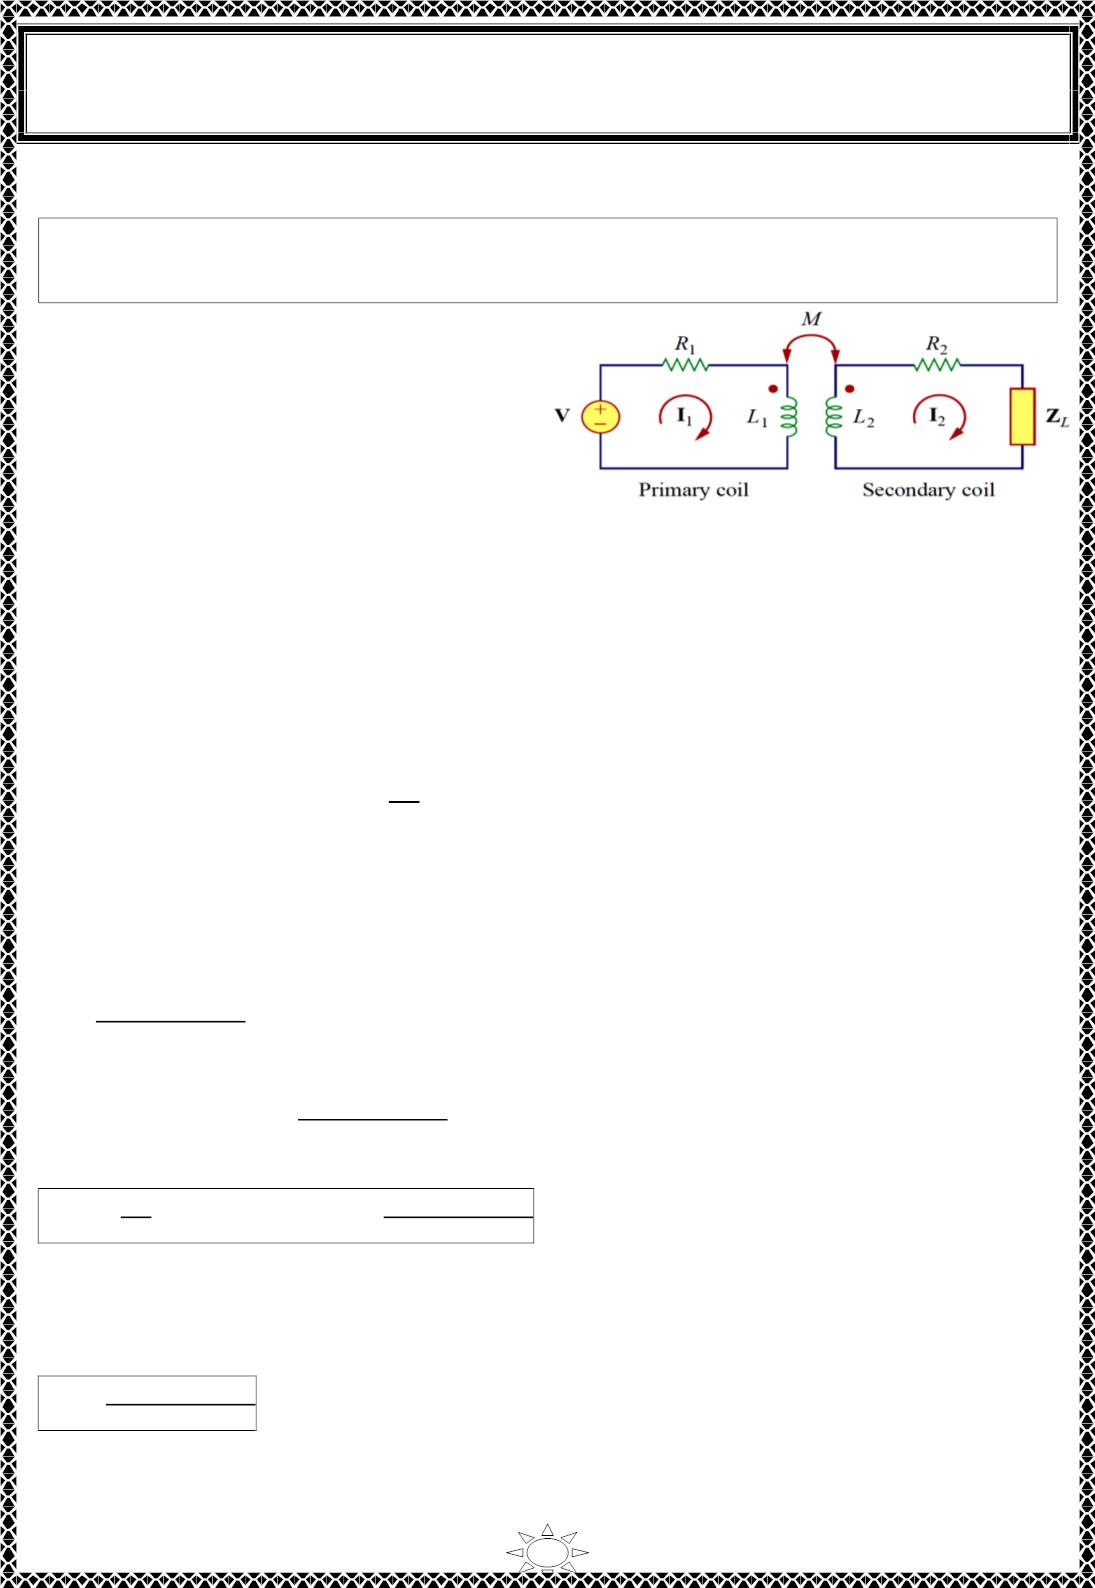 M
R1 R2
V + − I1 L1 L2 I2 ZL
Primary coil Secondary coil